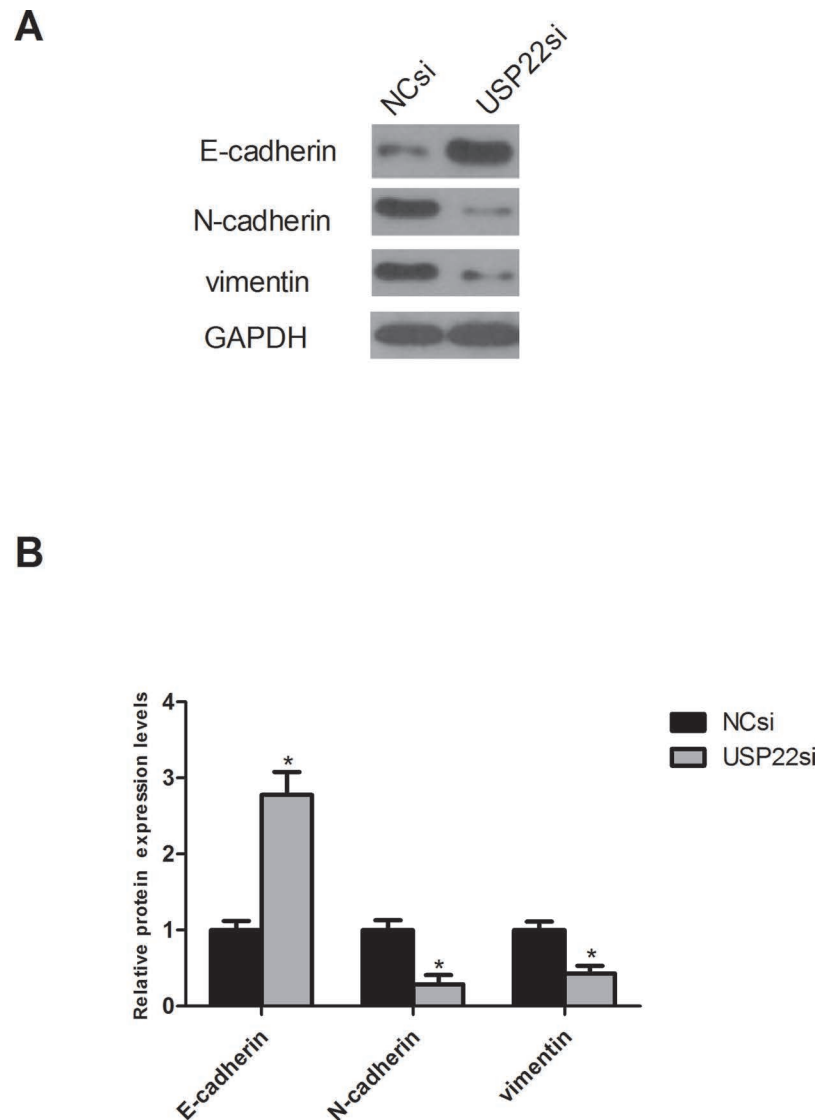 A
NCsi
USP22si
E-cadherin
N-cadherin
vimentin
GAPDH
B
Relative protein expression levels
4
3
2
1
0
*
*
*
NCsi
USP22si
E-cadherin
N-cadherin
vimentin